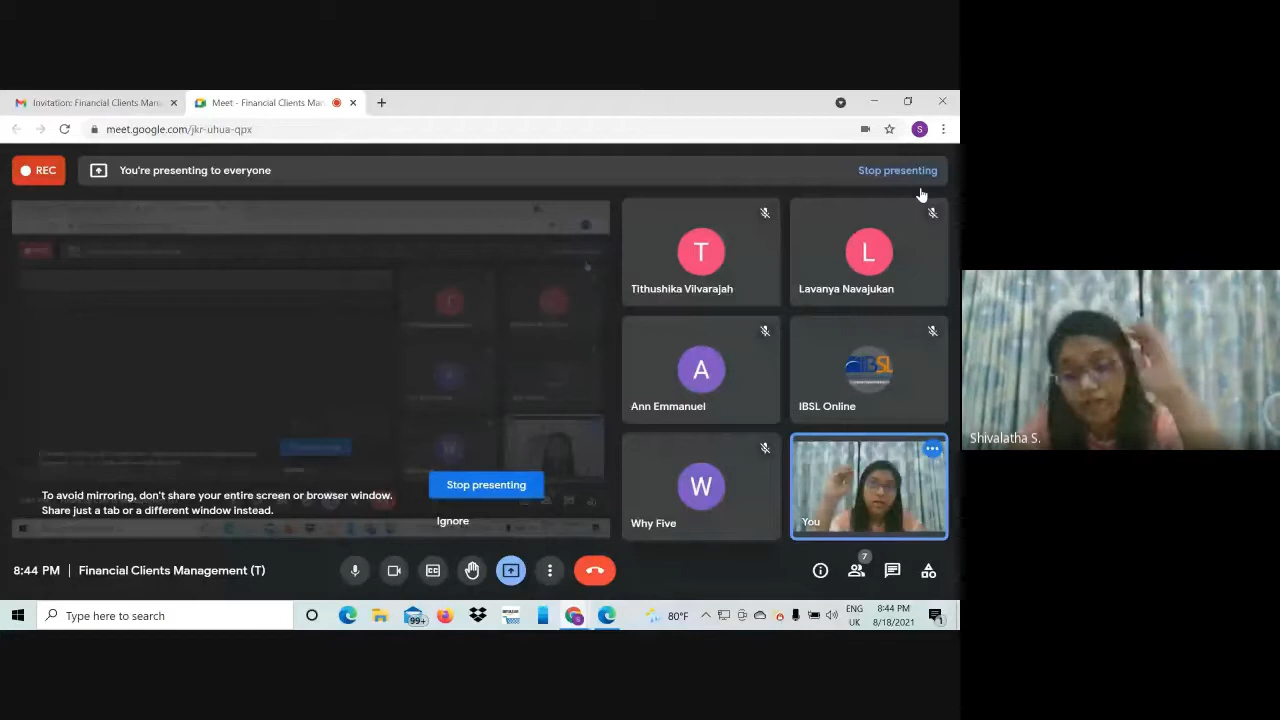 Invitation: Financial Clients Mana
Meet - Financial Clients Man
meet.google.com/jkr-uhua-qpx
S
REC
You're presenting to everyone
Stop presenting
T
Tithushika Vilvarajah
L
Lavanya Navajukan
A
Ann Emmanuel
IBSL
IBSL Online
W
Why Five
You
To avoid mirroring, don't share your entire screen or browser window.
Share just a tab or a different window instead.
Stop presenting
Ignore
Shivalatha S.
8:44 PM | Financial Clients Management (T)
7
Type here to search
99+
80°F
ENG
UK
8:44 PM
8/18/2021
1